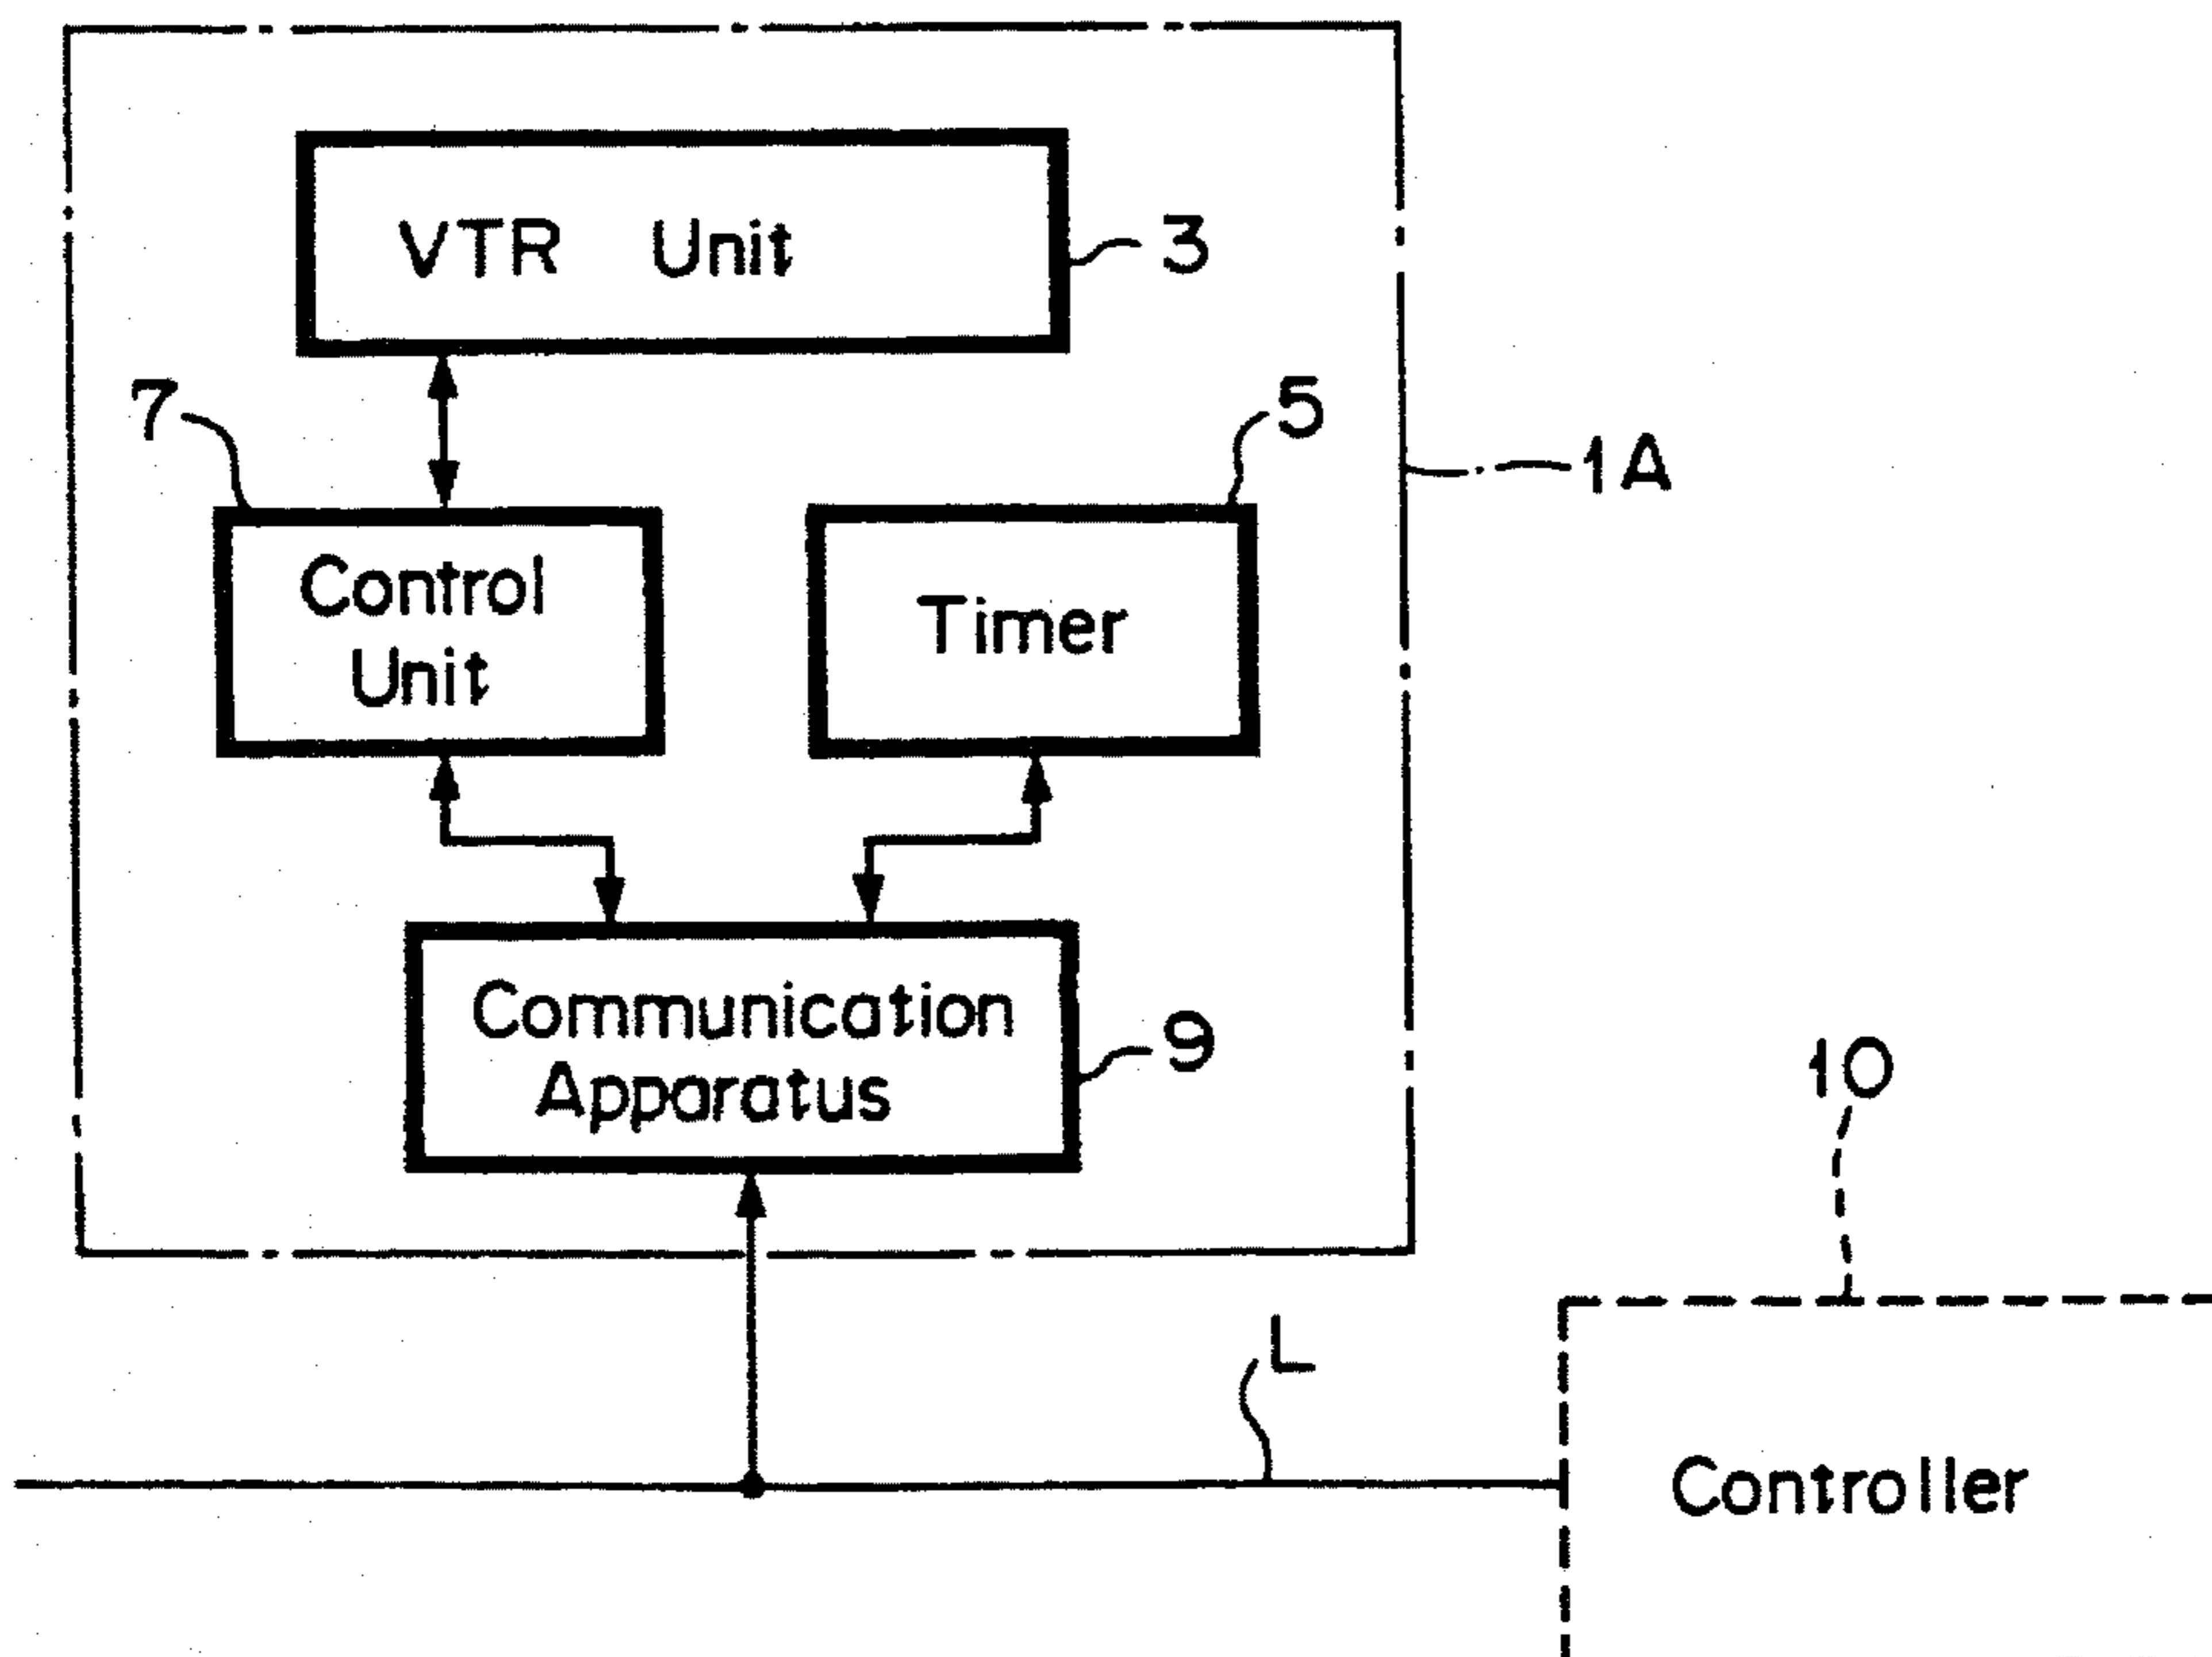 VTR Unit
3
7
5
1A
Control
Unit
Timer
Communication
Apparatus
9
10
L
Controller